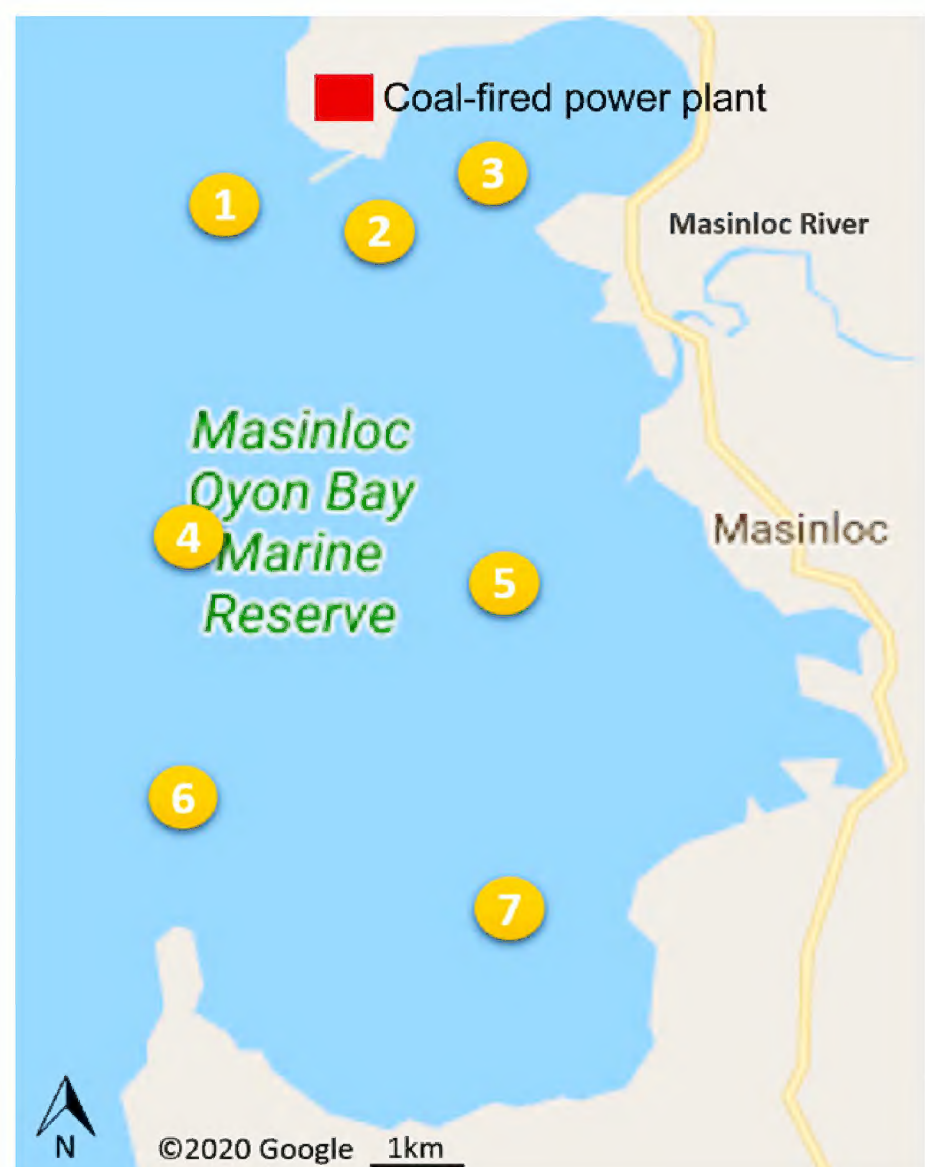 Coal-fired power plant
3
1
2
Masinloc River
Masinloc
Oyon Bay
4
Marine
Masinloc
5
Reserve
6
7
N
©2020 Google
1km